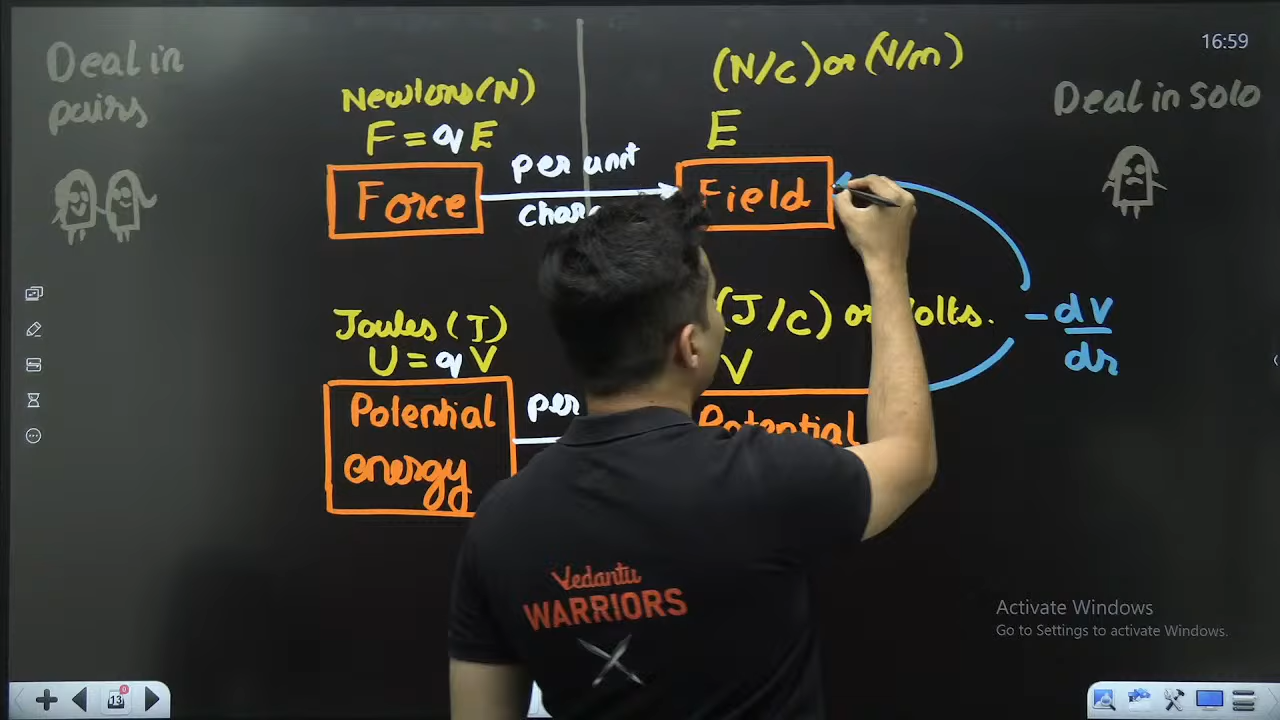 16:59
Deal in
pairs
Newtons (N)
F = qE
Force
per unit
(N/C) or (V/m)
E
Field
Deal in solo
Joules (J)
U = qV
Potential
energy
per
(J/C) or Volts.
V
Potential
- dV
dr
Vedantu
WARRIORS
Activate Windows
Go to Settings to activate Windows.
13